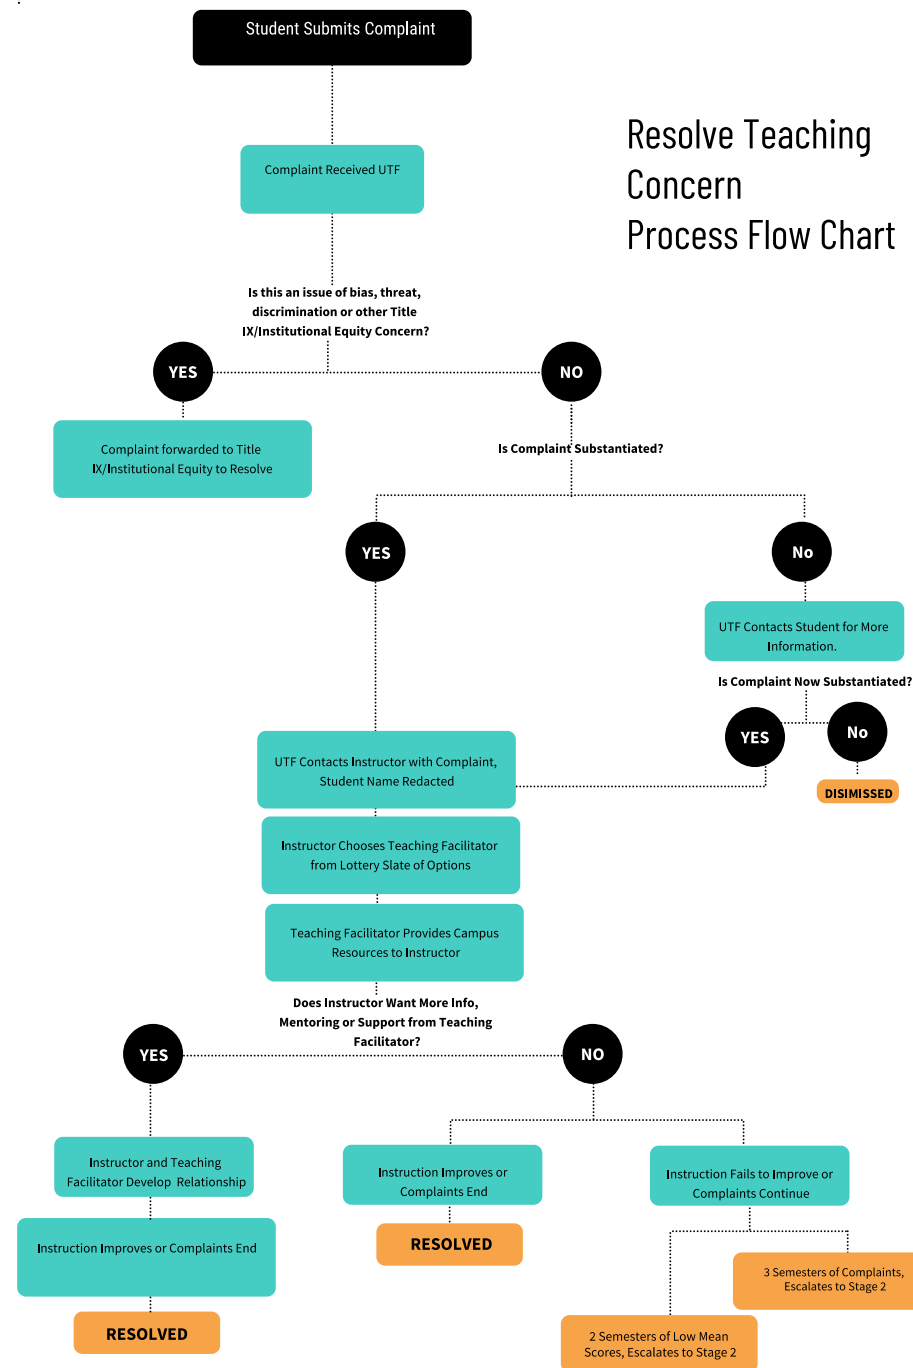 Student Submits Complaint
Resolve Teaching
Concern
Process Flow Chart
Complaint Received UTF
Is this an issue of bias, threat,
discrimination or other Title
IX/Institutional Equity Concern?
YES
NO
Complaint forwarded to Title
IX/Institutional Equity to Resolve
Is Complaint Substantiated?
YES
No
UTF Contacts Student for More
Information.
Is Complaint Now Substantiated?
YES
No
DISIMISSED
UTF Contacts Instructor with Complaint,
Student Name Redacted
Instructor Chooses Teaching Facilitator
from Lottery Slate of Options
Teaching Facilitator Provides Campus
Resources to Instructor
Does Instructor Want More Info,
Mentoring or Support from Teaching
Facilitator?
YES
NO
Instructor and Teaching
Facilitator Develop Relationship
Instruction Improves or Complaints End
RESOLVED
Instruction Improves or
Complaints End
RESOLVED
Instruction Fails to Improve or
Complaints Continue
3 Semesters of Complaints,
Escalates to Stage 2
2 Semesters of Low Mean
Scores, Escalates to Stage 2